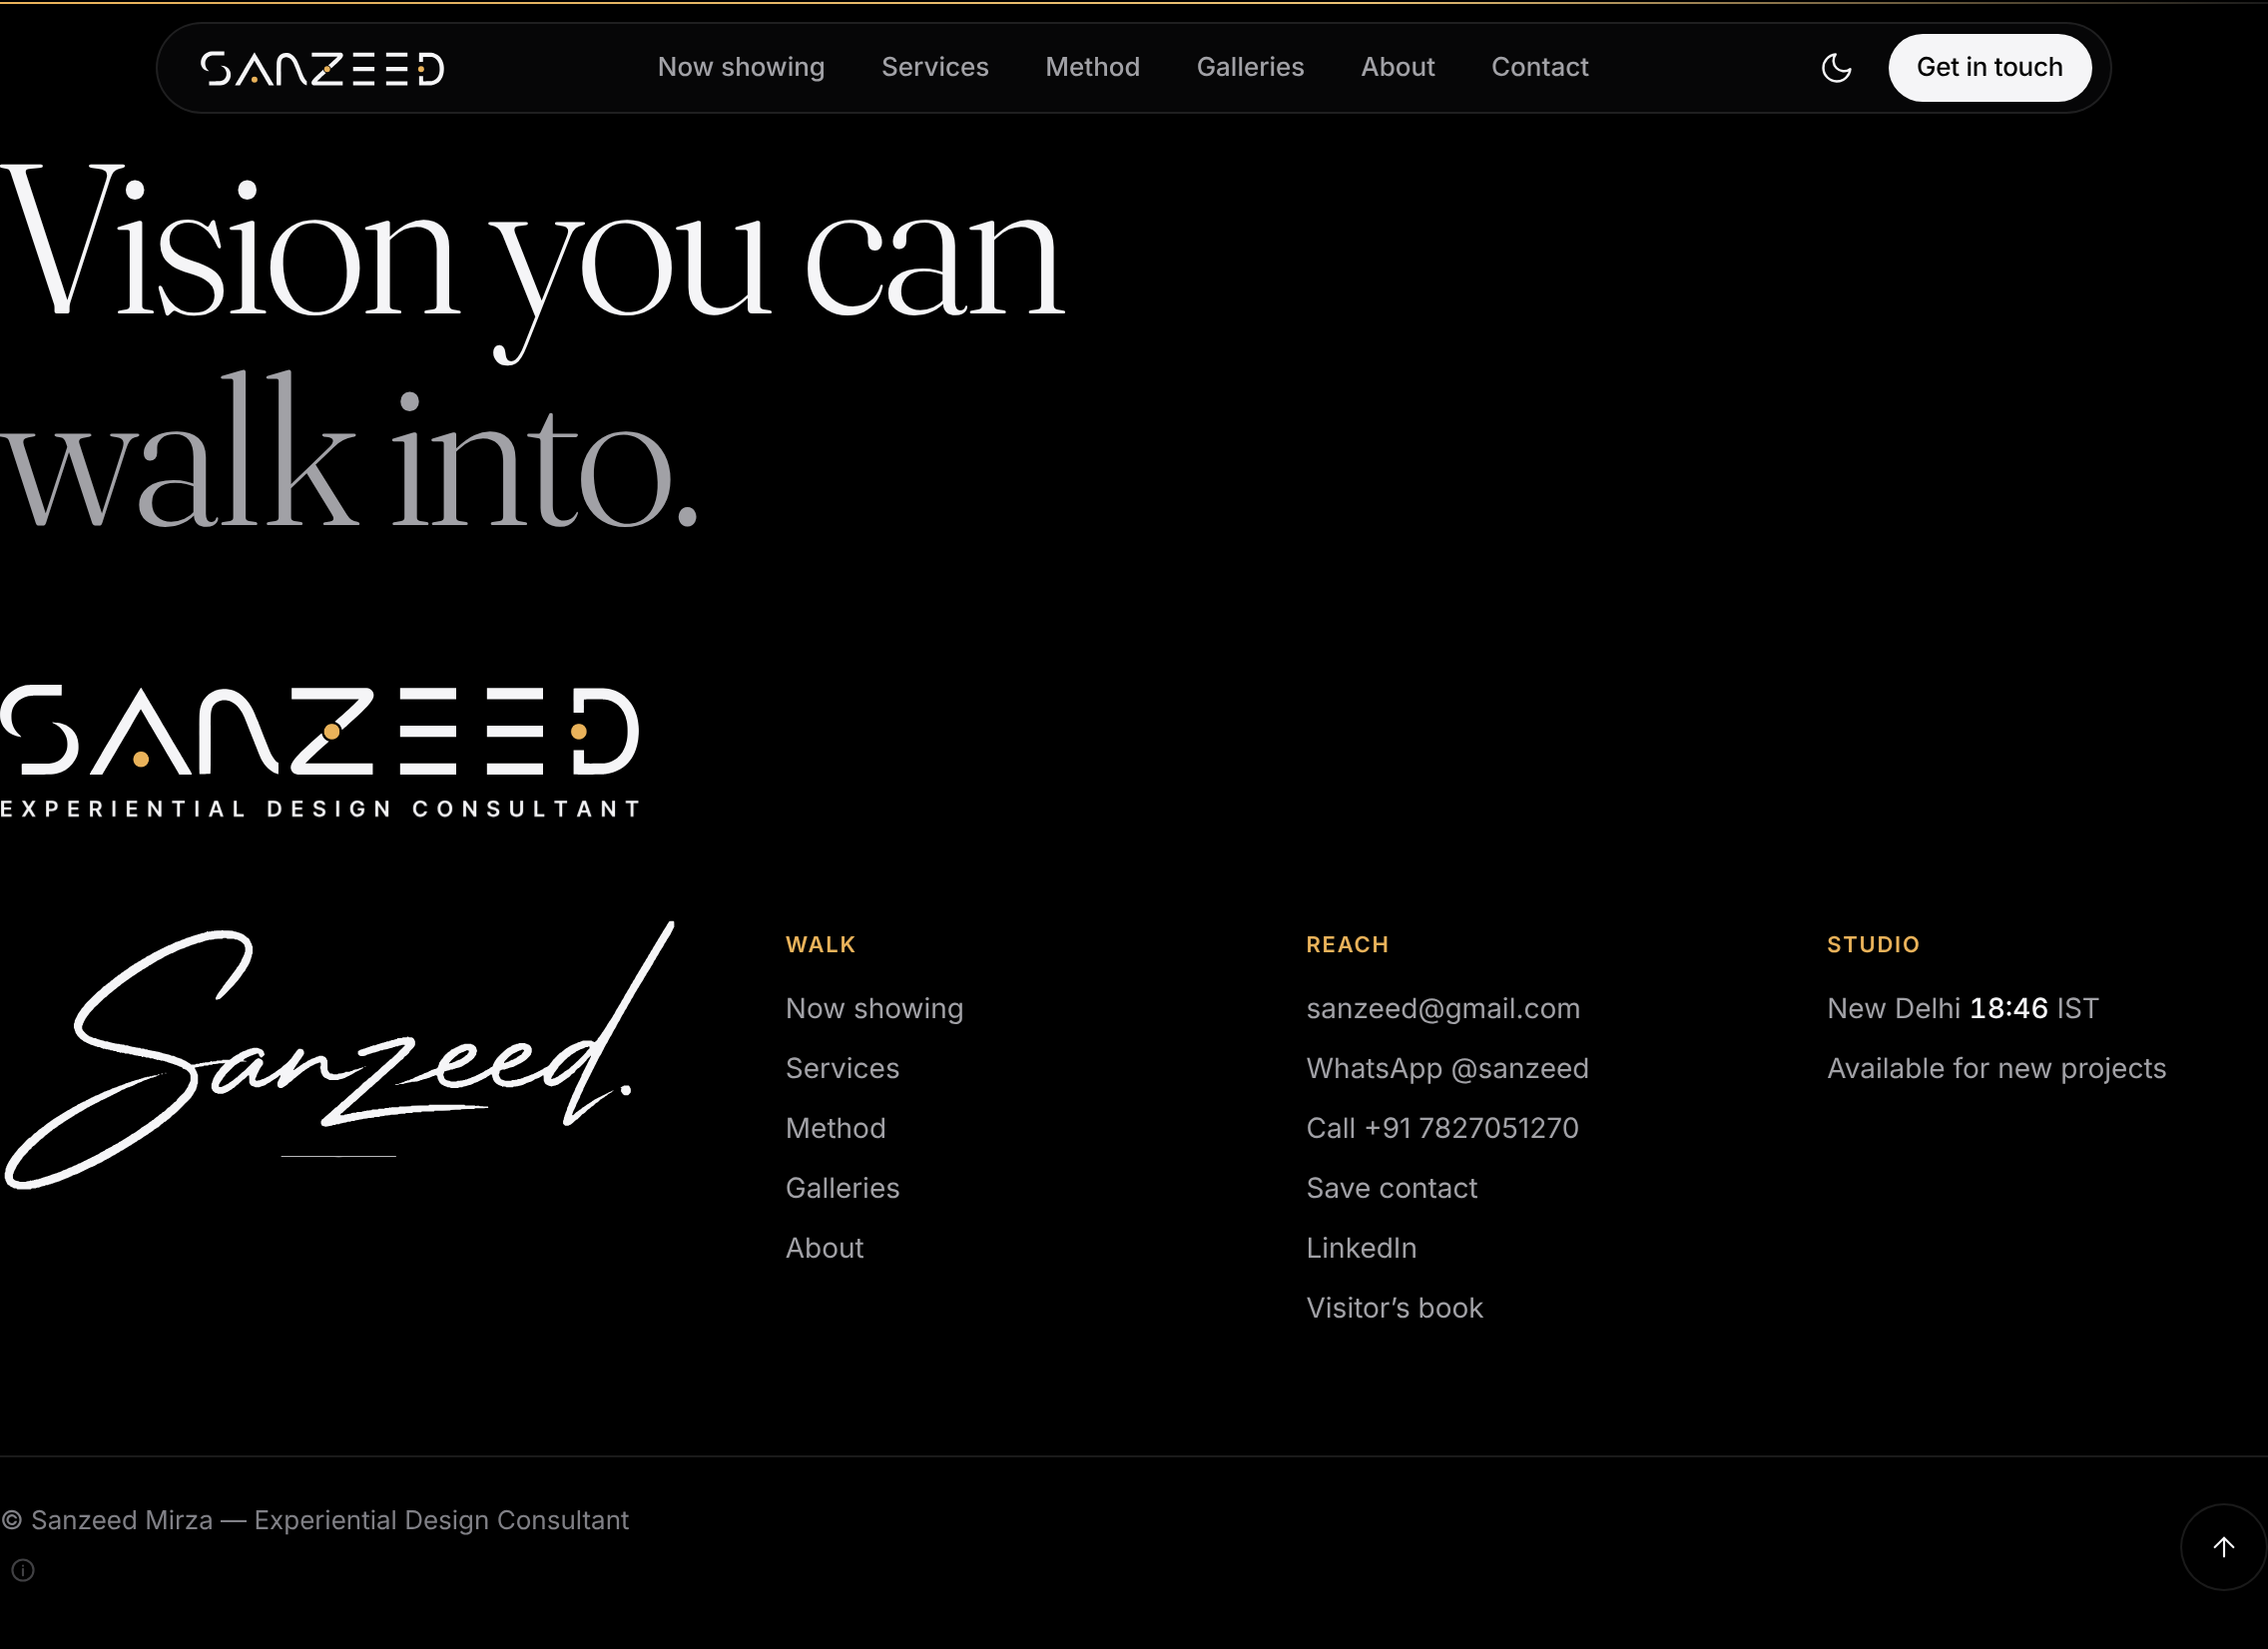 SANZEED
Now showing
Services
Method
Galleries
About
Contact
Get in touch
Vision you can
walk into.
SANZEED
EXPERIENTIAL DESIGN CONSULTANT
Sanzeed.
WALK
Now showing
Services
Method
Galleries
About
REACH
sanzeed@gmail.com
WhatsApp @sanzeed
Call +91 7827051270
Save contact
LinkedIn
Visitor’s book
STUDIO
New Delhi 18:46 IST
Available for new projects
© Sanzeed Mirza — Experiential Design Consultant